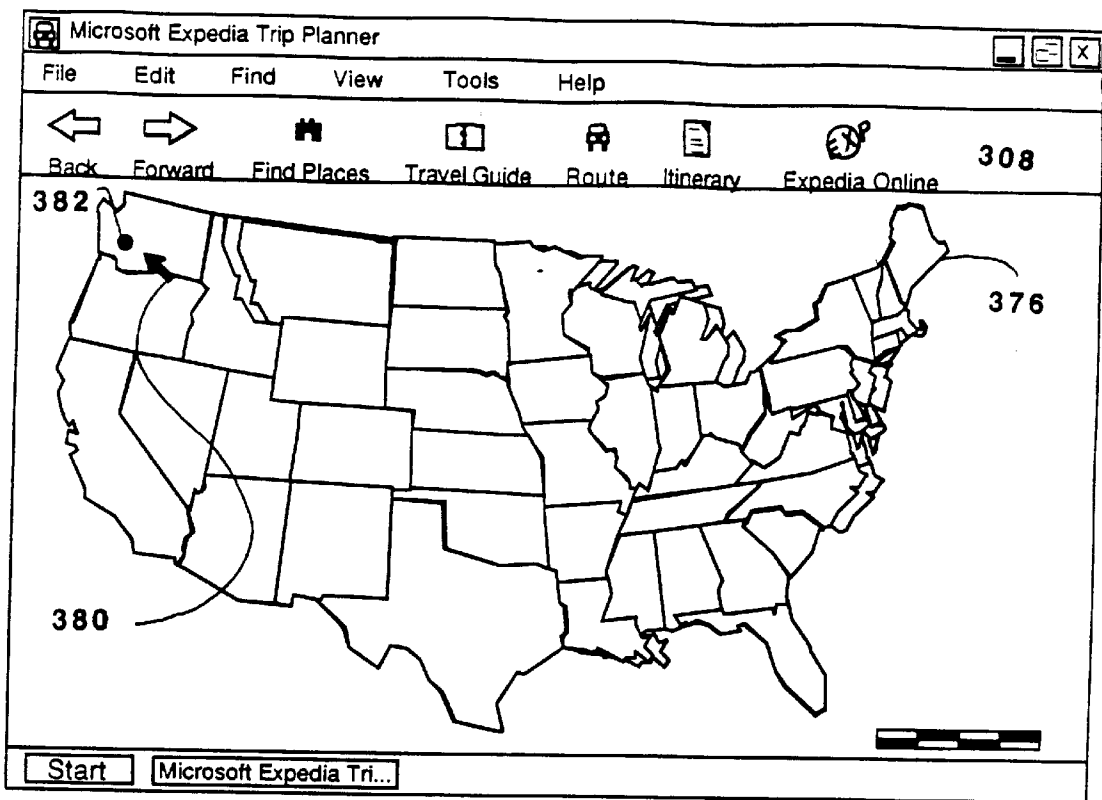 Microsoft Expedia Trip Planner
X
File Edit Find View Tools Help
Back Forward Find Places Travel Guide Route Itinerary Expedia Online 308
382
376
380
Start Microsoft Expedia Tri...